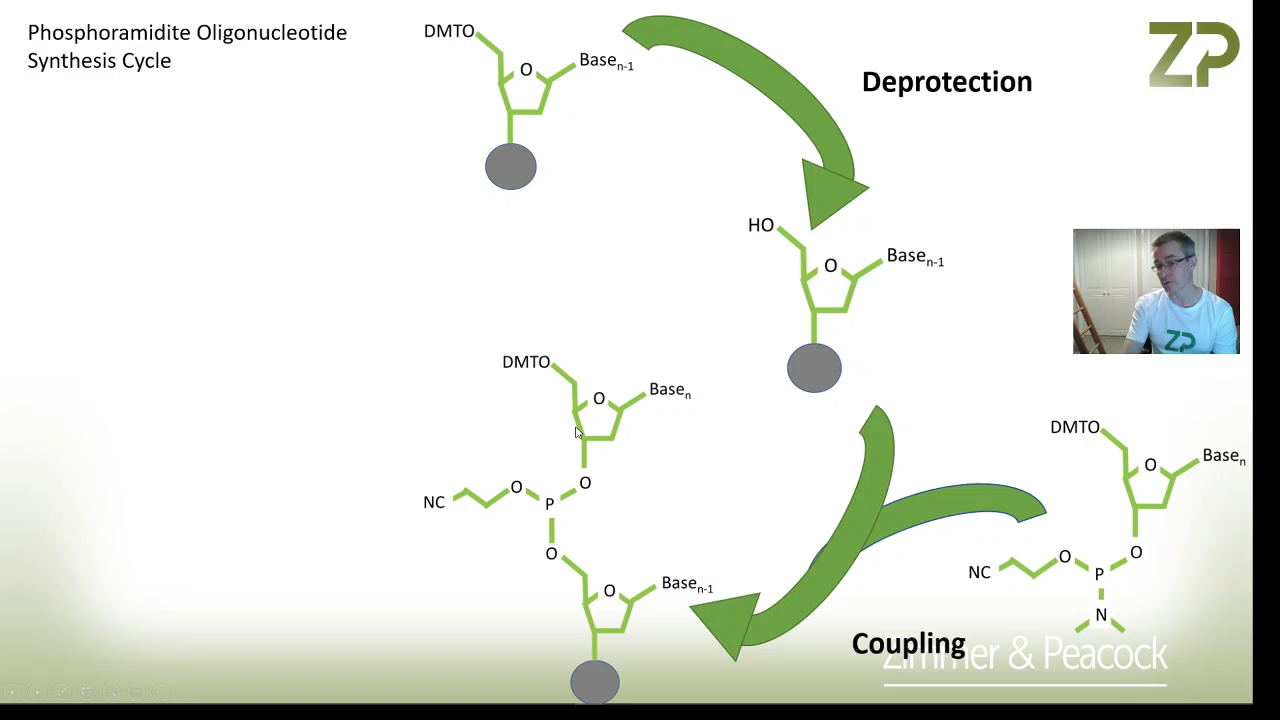 Phosphoramidite Oligonucleotide
Synthesis Cycle
DMTO
O
Base n-1
Deprotection
ZP
HO
O
Base n-1
ZP
DMTO
O
Base n
O
NC
O
P
O
O
Base n-1
DMTO
O
Base n
O
NC
O
P
N
Coupling
Zimmer & Peacock